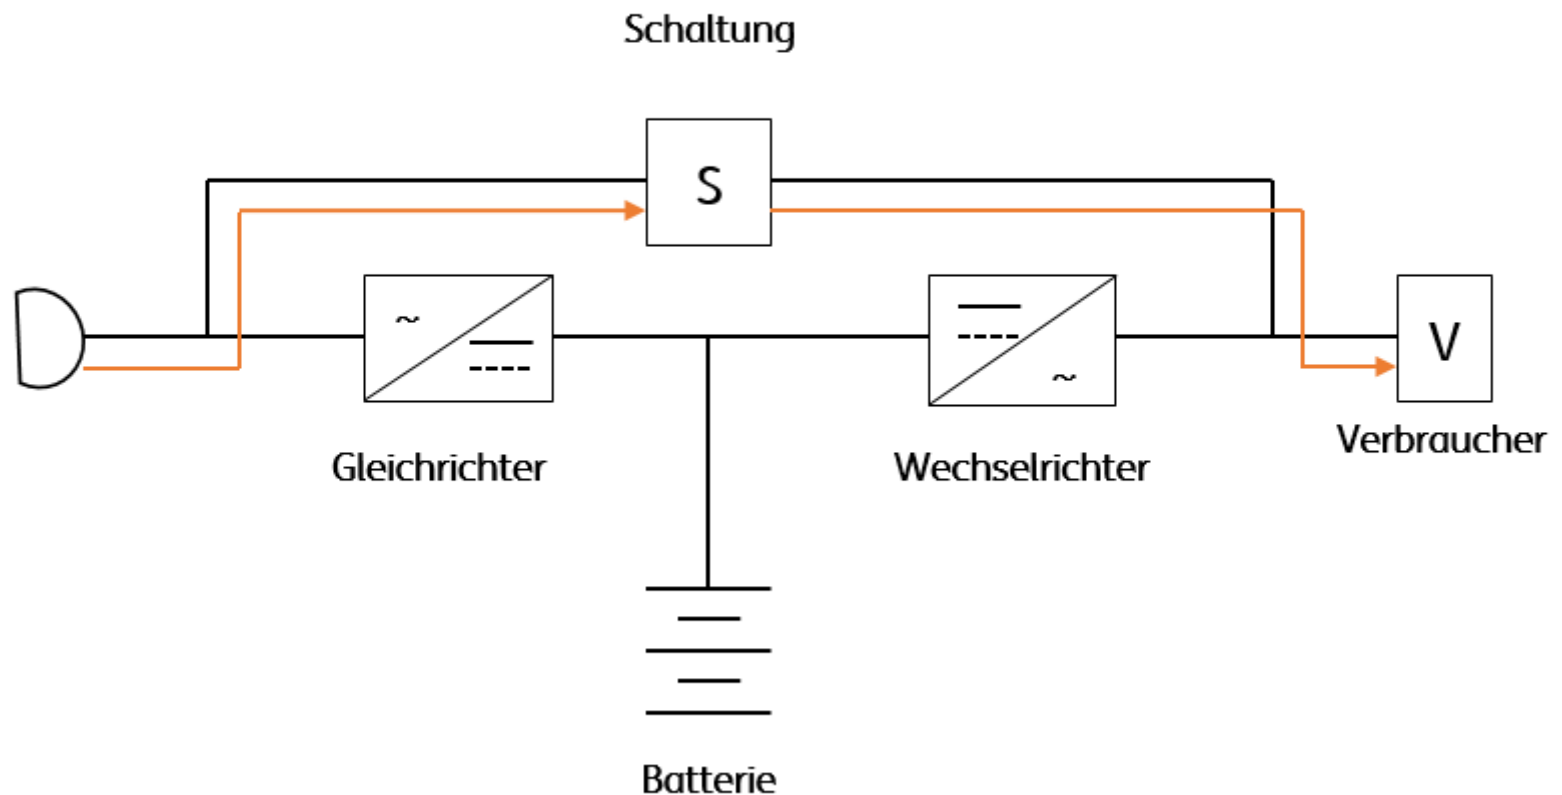 Schaltung
S
~
~
V
Gleichrichter
Wechselrichter
Verbraucher
Batterie